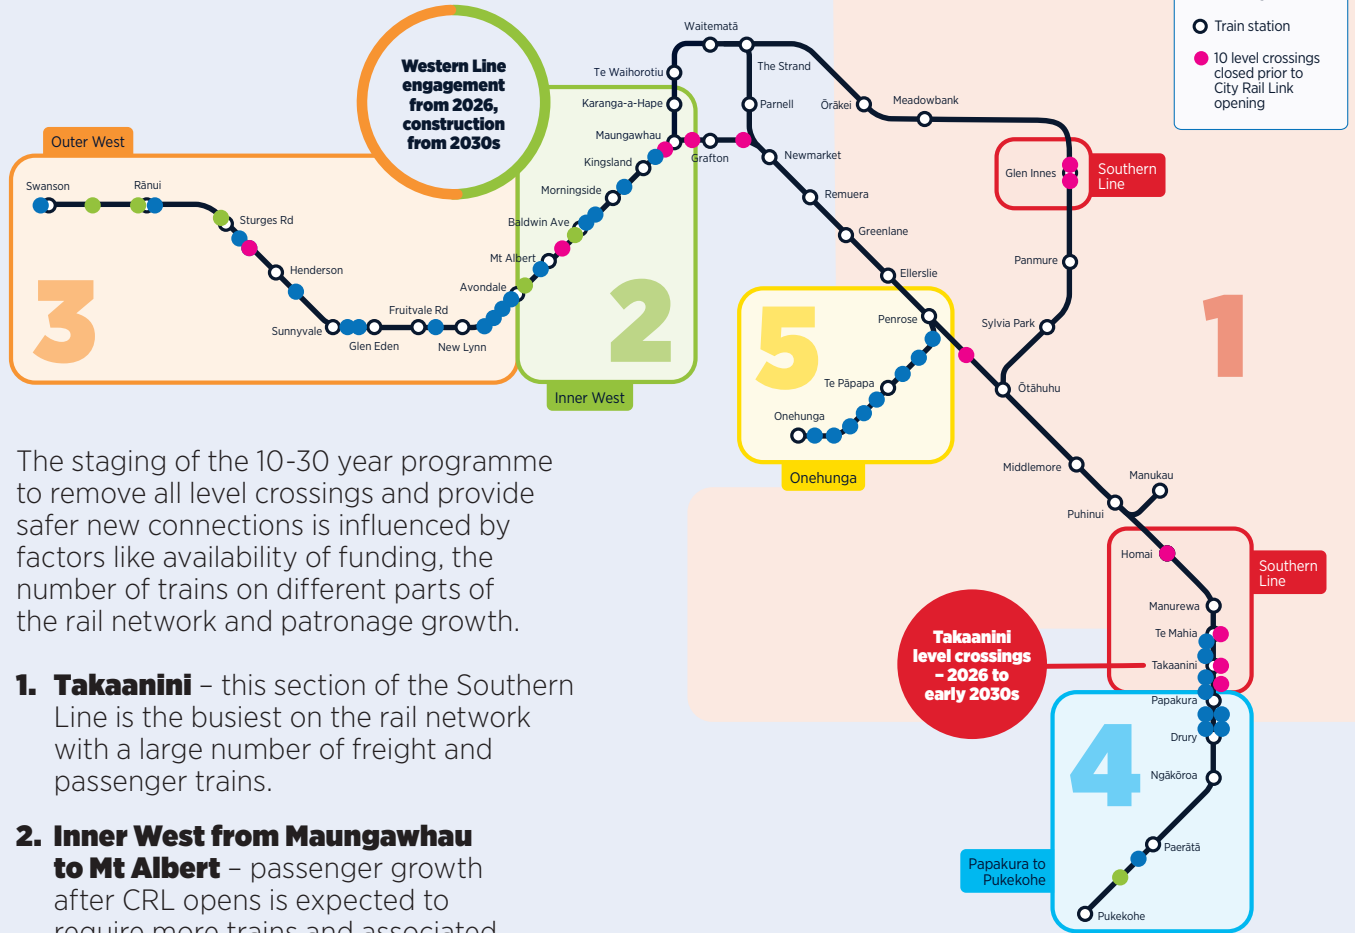 Western Line
engagement
from 2026,
construction
from 2030s
Waitematā
The Strand
Te Waihorotiu
Karanga-a-Hape
Parnell
Ōrākei
Meadowbank
Maungawhau
Grafton
Newmarket
Kingsland
Morningside
Baldwin Ave
Mt Albert
Avondale
Remuera
Greenlane
Ellerslie
Train station
10 level crossings
closed prior to
City Rail Link
opening
Glen Innes
Southern
Line
Panmure
Sylvia Park
1
Outer West
Swanson
Rānui
Sturges Rd
Henderson
Sunnyvale
Glen Eden
Fruitvale Rd
New Lynn
3
2
Inner West
5
Penrose
Te Pāpapa
Onehunga
Onehunga
Ōtāhuhu
Middlemore
Manukau
Puhinui
Homai
Southern
Line
Manurewa
Te Mahia
Takaanini
Takaanini
level crossings
– 2026 to
early 2030s
Papakura
Drury
4
Ngākōroa
Paerātā
Papakura to
Pukekohe
Pukekohe
The staging of the 10-30 year programme
to remove all level crossings and provide
safer new connections is influenced by
factors like availability of funding, the
number of trains on different parts of
the rail network and patronage growth.
1. Takaanini – this section of the Southern
Line is the busiest on the rail network
with a large number of freight and
passenger trains.
2. Inner West from Maungawhau
to Mt Albert – passenger growth
after CRL opens is expected to
require more trains and associated